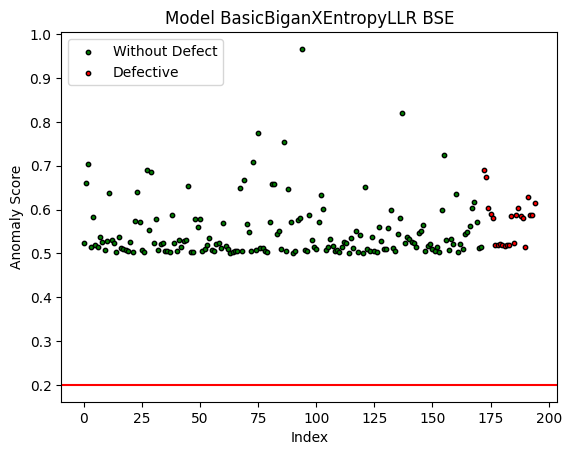 Model BasicBiganXEntropyLLR BSE
Without Defect
Defective
Anomaly Score
1.0
0.9
0.8
0.7
0.6
0.5
0.4
0.3
0.2
0 25 50 75 100 125 150 175 200
Index